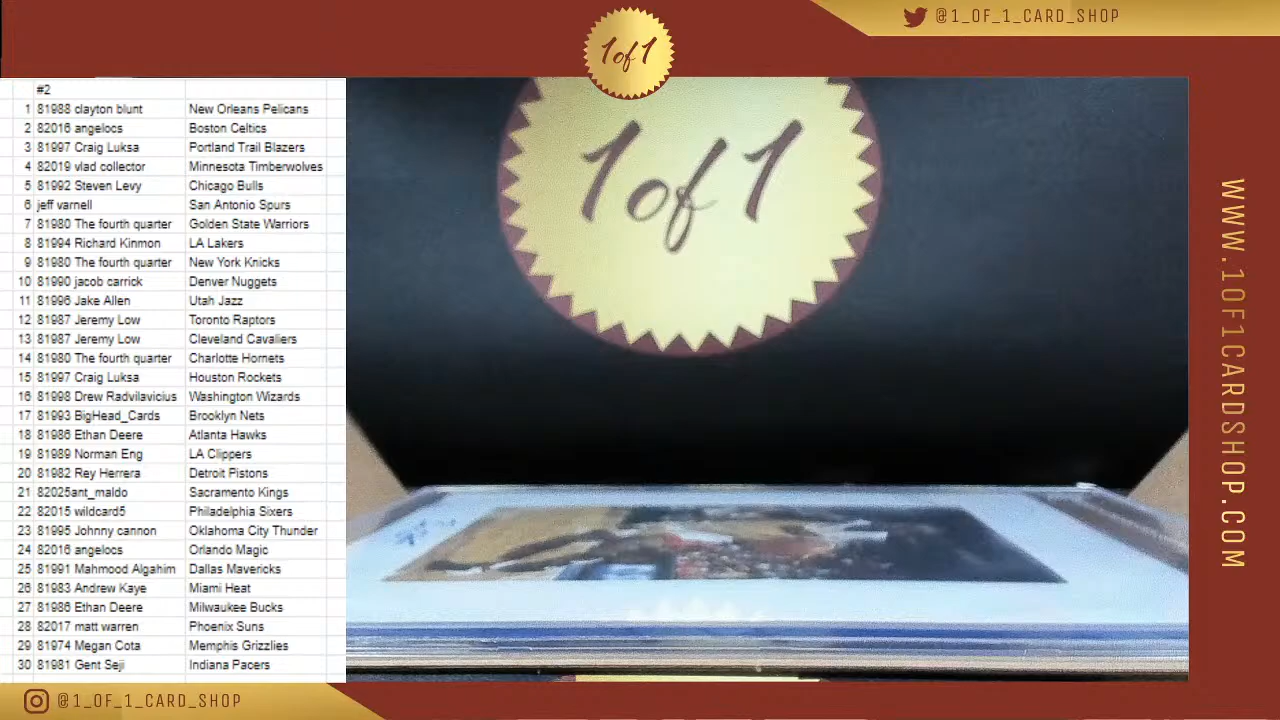 @1_OF_1_CARD_SHOP
1of1
#2
1 81988 clayton blunt New Orleans Pelicans
2 82016 angelocs Boston Celtics
3 81997 Craig Luksa Portland Trail Blazers
4 82019 vlad collector Minnesota Timberwolves
5 81992 Steven Levy Chicago Bulls
6 jeff varnell San Antonio Spurs
7 81980 The fourth quarter Golden State Warriors
8 81994 Richard Kinmon LA Lakers
9 81980 The fourth quarter New York Knicks
10 81990 jacob carrick Denver Nuggets
11 81996 Jake Allen Utah Jazz
12 81987 Jeremy Low Toronto Raptors
13 81987 Jeremy Low Cleveland Cavaliers
14 81980 The fourth quarter Charlotte Hornets
15 81997 Craig Luksa Houston Rockets
16 81998 Drew Radvilavicius Washington Wizards
17 81993 BigHead_Cards Brooklyn Nets
18 81986 Ethan Deere Atlanta Hawks
19 81989 Norman Eng LA Clippers
20 81982 Rey Herrera Detroit Pistons
21 82025ant_maldo Sacramento Kings
22 82015 wildcard5 Philadelphia Sixers
23 81995 Johnny cannon Oklahoma City Thunder
24 82016 angelocs Orlando Magic
25 81991 Mahmood Algahim Dallas Mavericks
26 81983 Andrew Kaye Miami Heat
27 81986 Ethan Deere Milwaukee Bucks
28 82017 matt warren Phoenix Suns
29 81974 Megan Cota Memphis Grizzlies
30 81981 Gent Seji Indiana Pacers
1of1
WWW.1OF1CARDSHOP.COM
@1_OF_1_CARD_SHOP